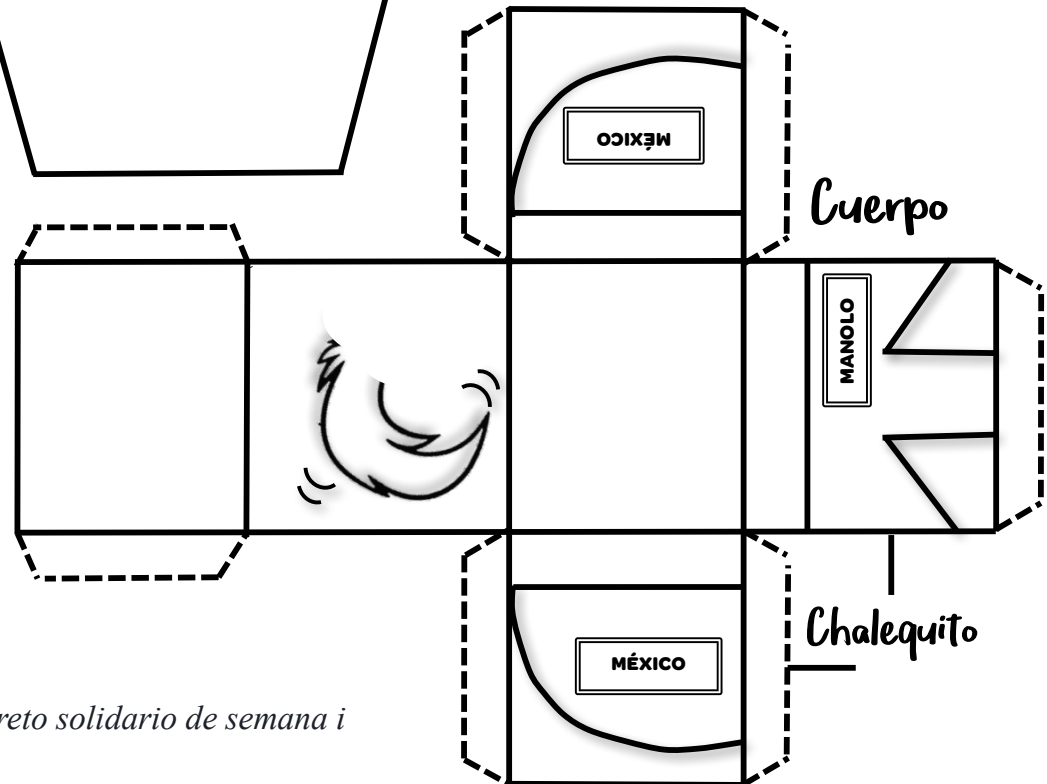 MÉXICO
Cuerpo
MANOLO
Chalequito
MÉXICO
reto solidario de semana i